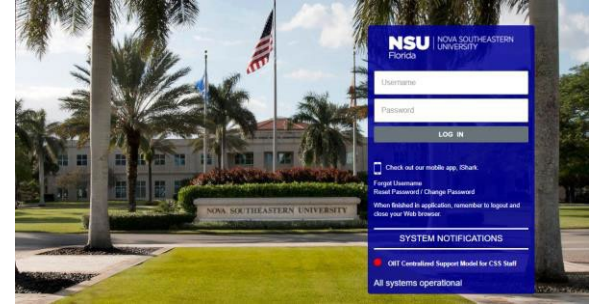 NSU
Florida
NOVA SOUTHEASTERN
UNIVERSITY
Username
Password
LOG IN
Check out our mobile app, iShark.
Forgot Username
Reset Password / Change Password
When finished in application, remember to logout and
close your Web browser.
SYSTEM NOTIFICATIONS
OIIT Centralized Support Model for CSS Staff
All systems operational
NOVA SOUTHEASTERN UNIVERSITY